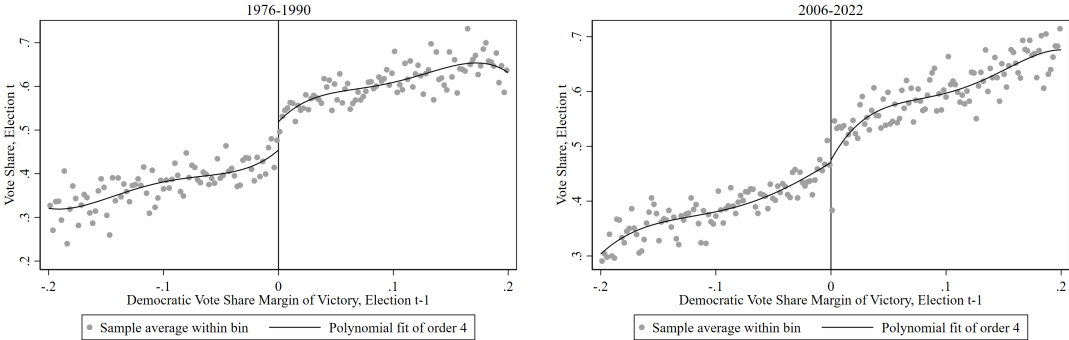 1976-1990
Vote Share, Election t
.7
.6
.5
.4
.3
.2
-.2 -.1 0 .1 .2
Democratic Vote Share Margin of Victory, Election t-1
Sample average within bin Polynomial fit of order 4
2006-2022
Vote Share, Election t
.7
.6
.5
.4
.3
-.2 -.1 0 .1 .2
Democratic Vote Share Margin of Victory, Election t-1
Sample average within bin Polynomial fit of order 4